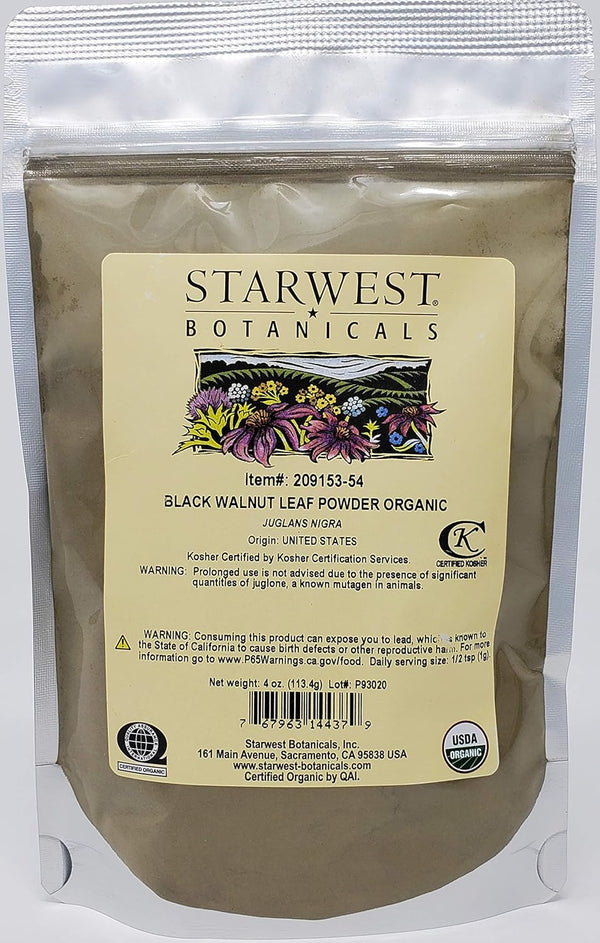 STARWEST®
BOTANICALS
Item#: 209153-54
BLACK WALNUT LEAF POWDER ORGANIC
JUGLANS NIGRA
Origin: UNITED STATES
CK
CERTIFIED KOSHER
Kosher Certified by Kosher Certification Services.
WARNING: Prolonged use is not advised due to the presence of significant
quantities of juglone, a known mutagen in animals.
WARNING: Consuming this product can expose you to lead, which is known to
the State of California to cause birth defects or other reproductive harm. For more
information go to www.P65Warnings.ca.gov/food. Daily serving size: 1/2 tsp (1g)
Net weight: 4 oz. (113.4g) Lot#: P93020
7 67963 14437 9
CERTIFIED ORGANIC
USDA
ORGANIC
Starwest Botanicals, Inc.
161 Main Avenue, Sacramento, CA 95838 USA
www.starwest-botanicals.com
Certified Organic by QAI.